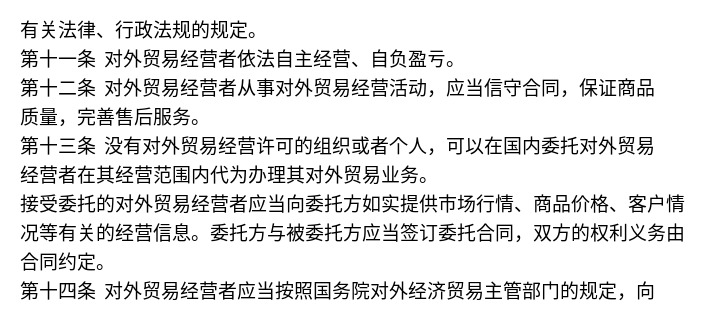 有关法律、行政法规的规定。
第十一条 对外贸易经营者依法自主经营、自负盈亏。
第十二条 对外贸易经营者从事对外贸易经营活动，应当信守合同，保证商品
质量，完善售后服务。
第十三条 没有对外贸易经营许可的组织或者个人，可以在国内委托对外贸易
经营者在其经营范围内代为办理其对外贸易业务。
接受委托的对外贸易经营者应当向委托方如实提供市场行情、商品价格、客户情
况等有关的经营信息。委托方与被委托方应当签订委托合同，双方的权利义务由
合同约定。
第十四条 对外贸易经营者应当按照国务院对外经济贸易主管部门的规定，向